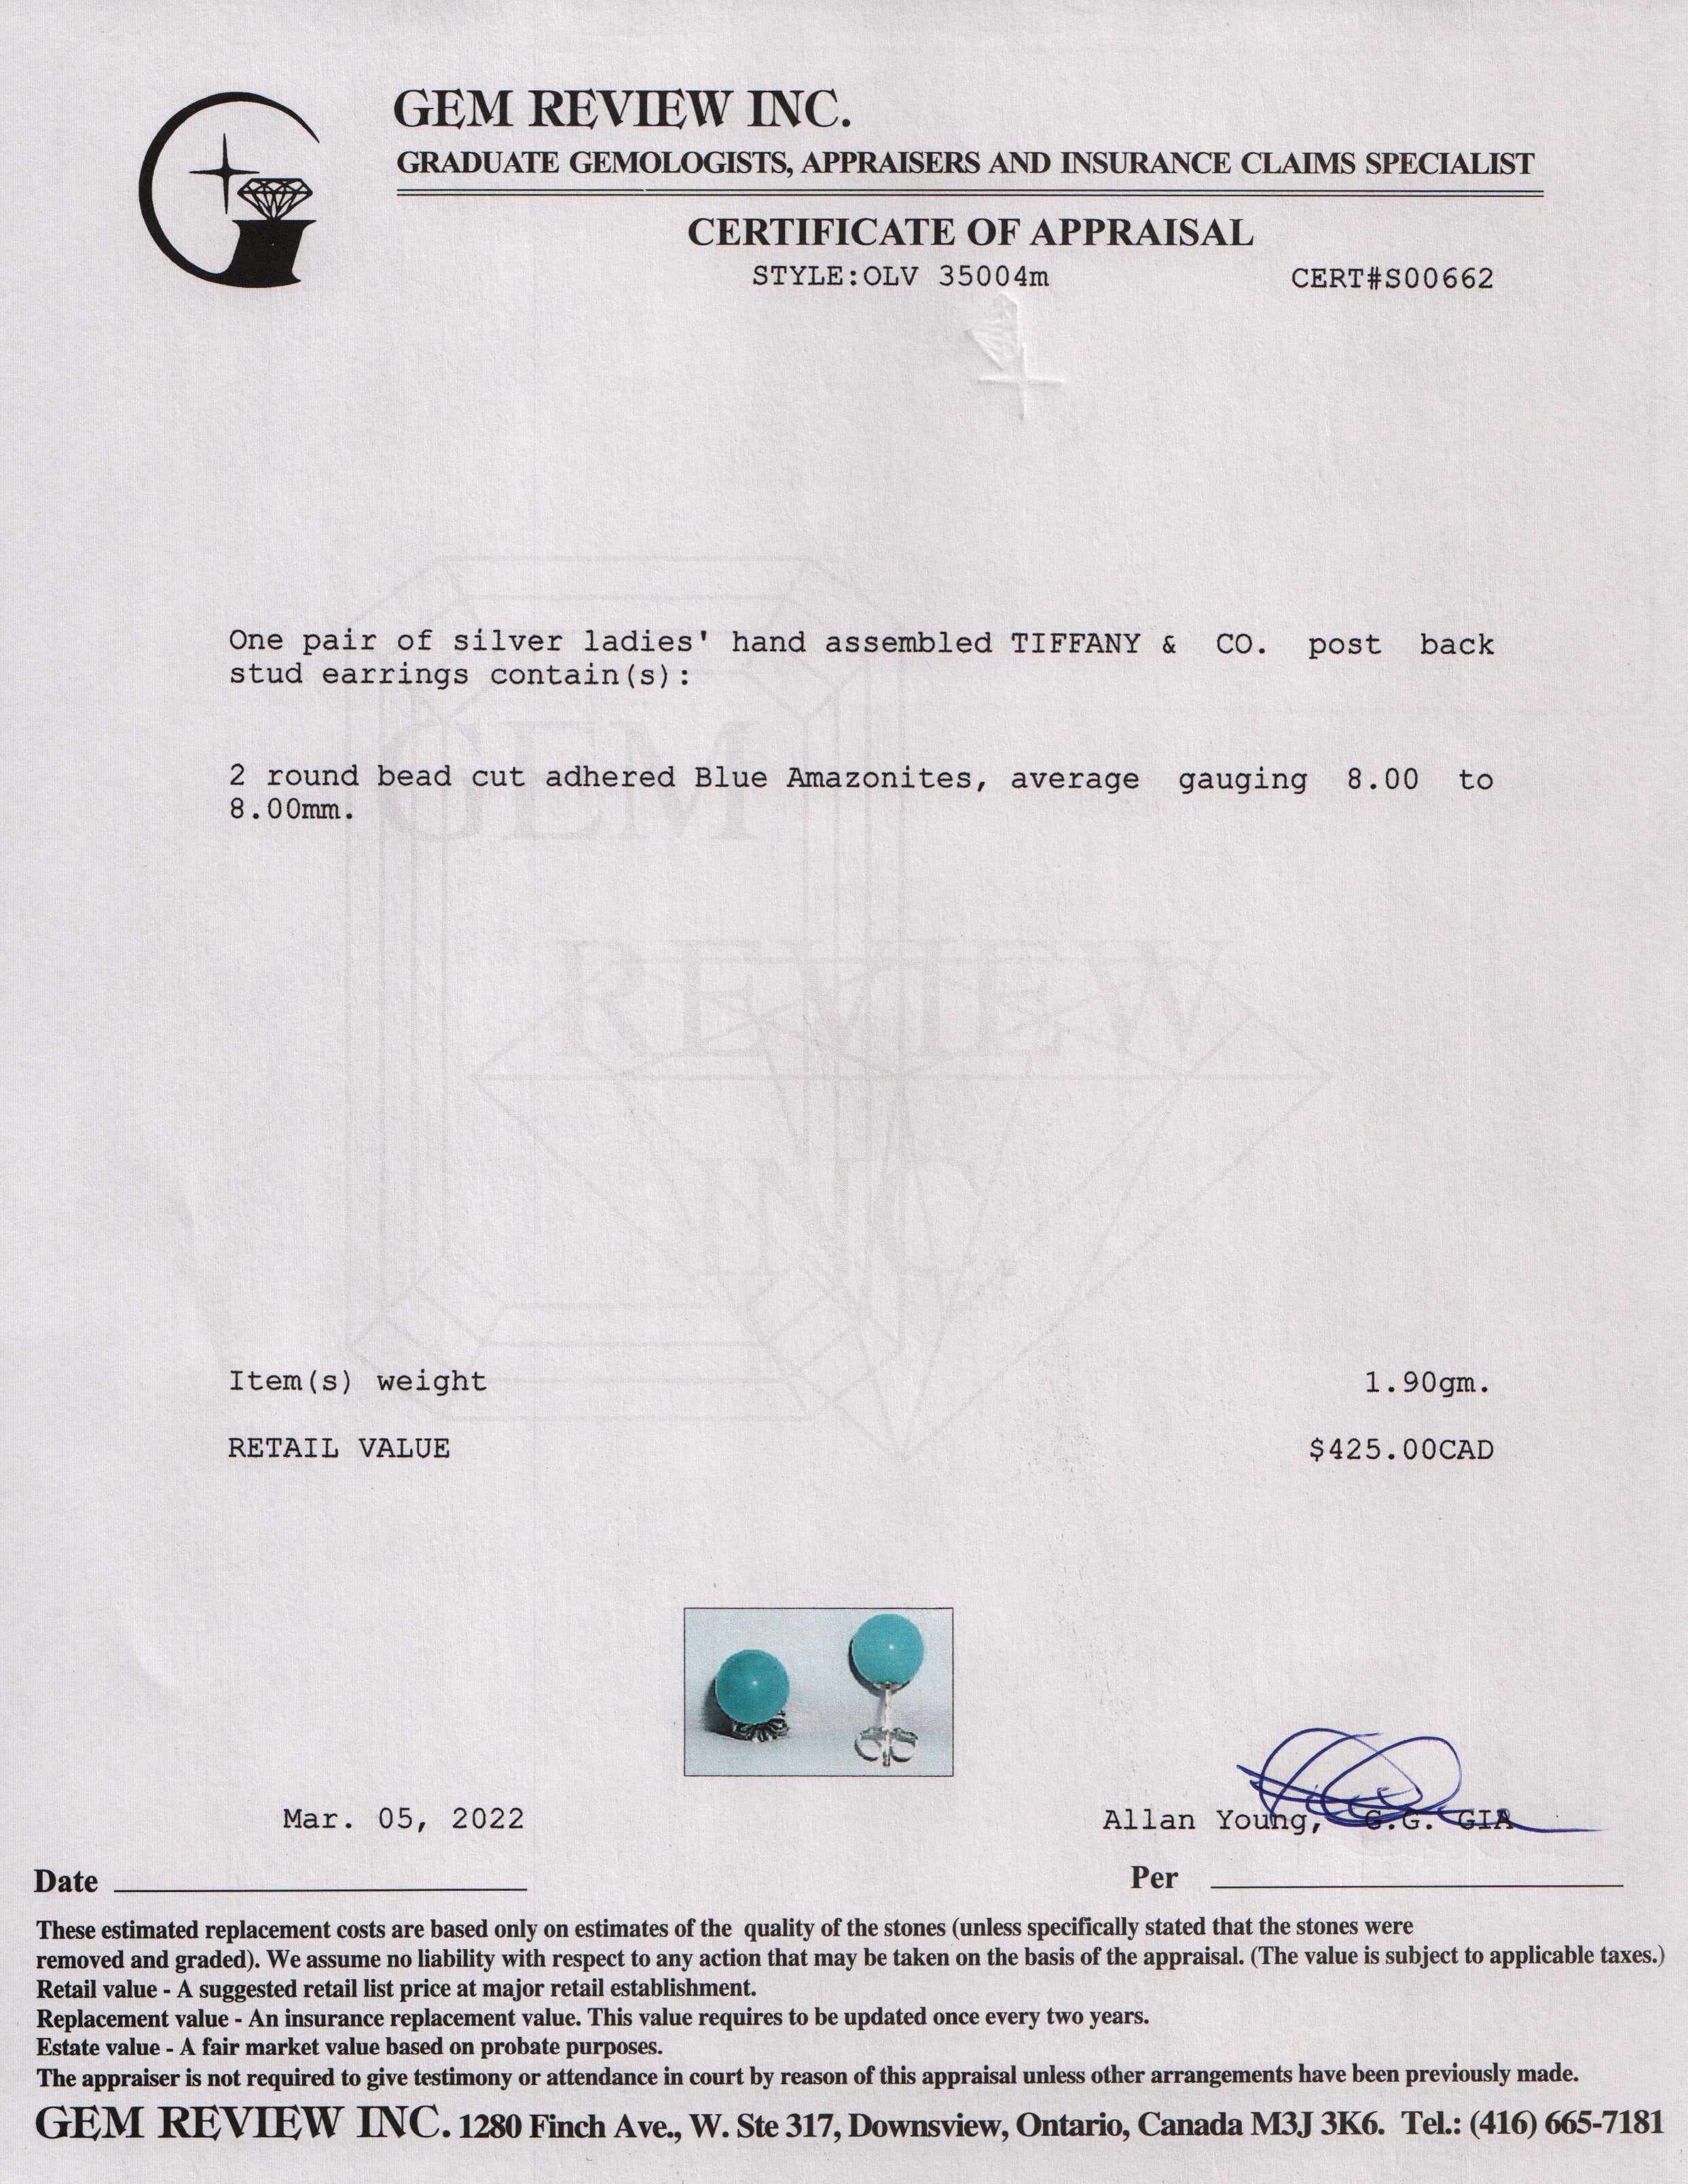 GEM REVIEW INC.
GRADUATE GEMOLOGISTS, APPRAISERS AND INSURANCE CLAIMS SPECIALIST
CERTIFICATE OF APPRAISAL
STYLE:OLV 35004m
CERT#S00662
One pair of silver ladies' hand assembled TIFFANY & CO. post back
stud earrings contain(s):
2 round bead cut adhered Blue Amazonites, average gauging 8.00 to
8.00mm.
GEM
REVIEW
INC.
Item(s) weight 1.90gm.
RETAIL VALUE $425.00CAD
Mar. 05, 2022
Allan Young, G.G. GIA
Date
Per
These estimated replacement costs are based only on estimates of the quality of the stones (unless specifically stated that the stones were
removed and graded). We assume no liability with respect to any action that may be taken on the basis of the appraisal. (The value is subject to applicable taxes.)
Retail value - A suggested retail list price at major retail establishment.
Replacement value - An insurance replacement value. This value requires to be updated once every two years.
Estate value - A fair market value based on probate purposes.
The appraiser is not required to give testimony or attendance in court by reason of this appraisal unless other arrangements have been previously made.
GEM REVIEW INC. 1280 Finch Ave., W. Ste 317, Downsview, Ontario, Canada M3J 3K6. Tel.: (416) 665-7181